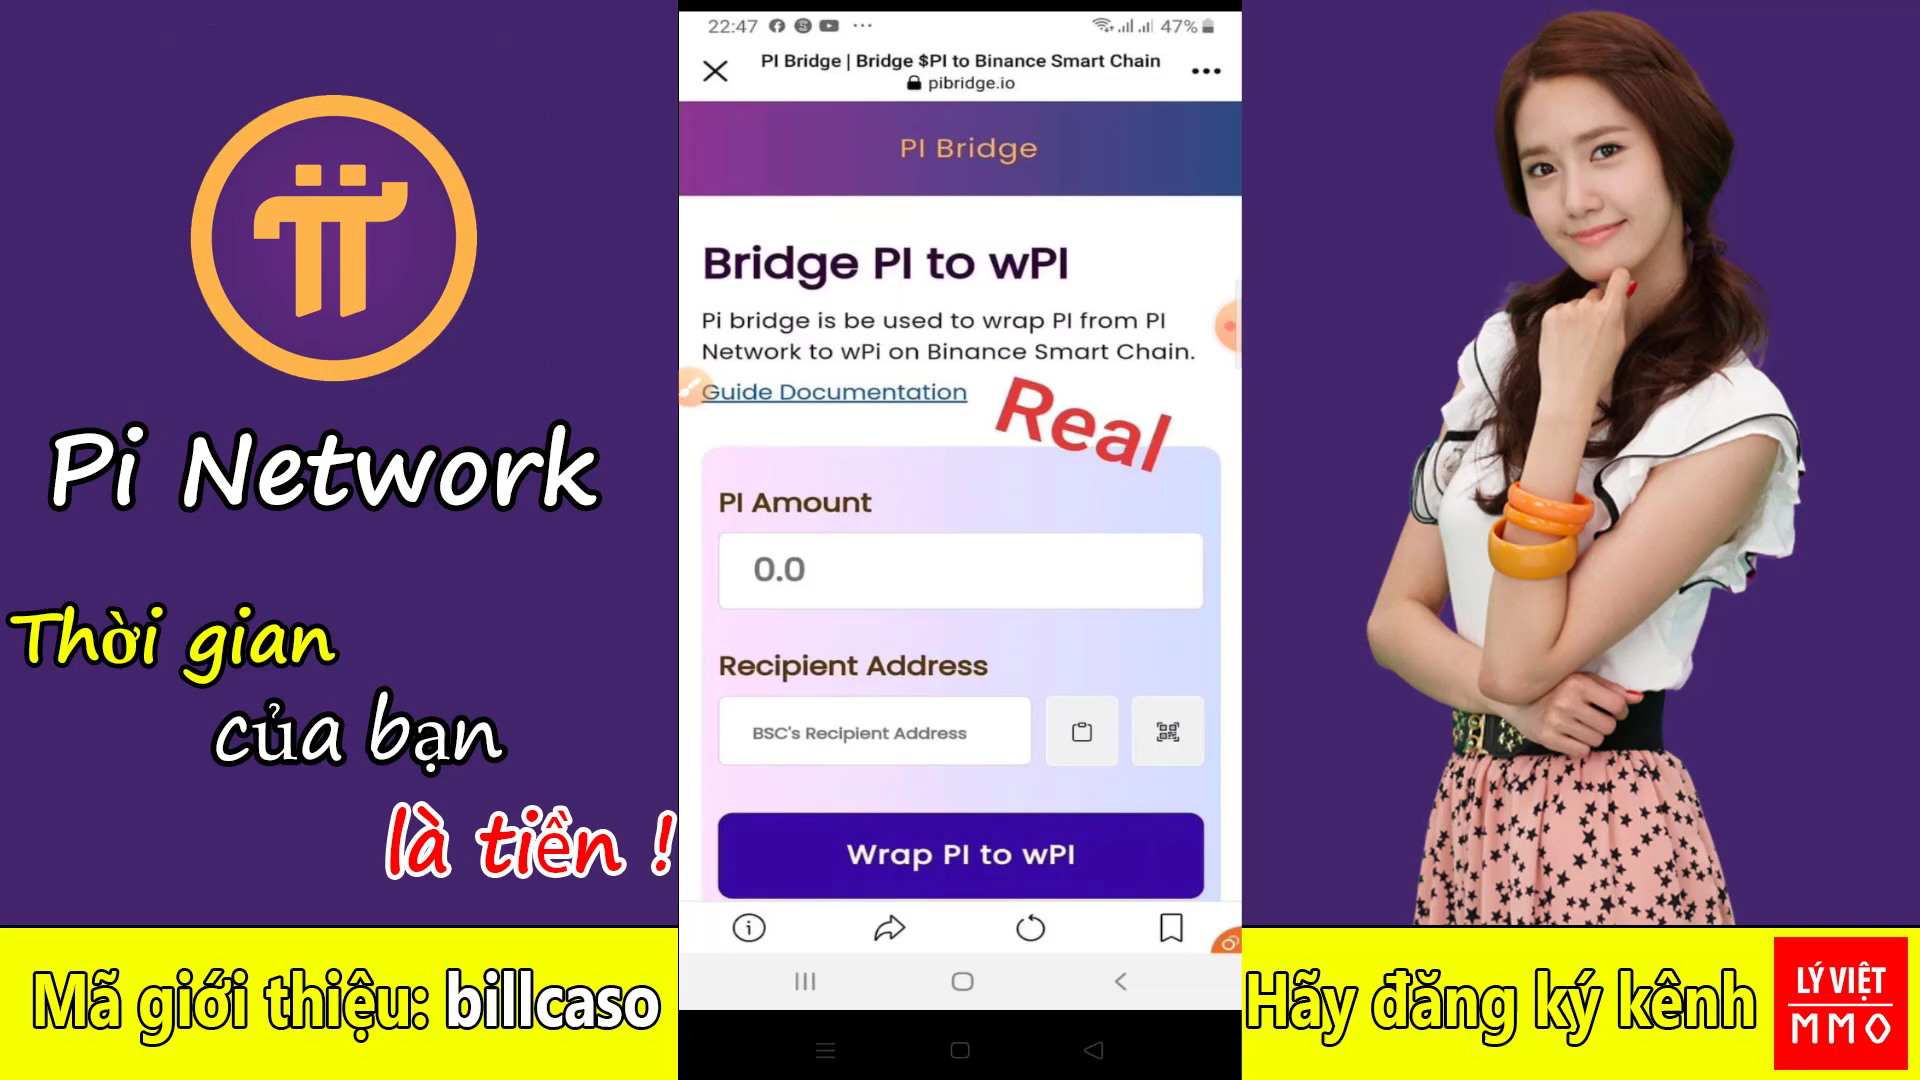 Pi Network
Thời gian
của bạn
là tiền !
Mã giới thiệu: billcaso
22:47
47%
PI Bridge | Bridge $PI to Binance Smart Chain
pibridge.io
PI Bridge
Bridge PI to wPI
Pi bridge is be used to wrap PI from PI
Network to wPi on Binance Smart Chain.
Guide Documentation
Real
PI Amount
0.0
Recipient Address
BSC's Recipient Address
Wrap PI to wPI
Hãy đăng ký kênh
LÝ VIỆT
MMO